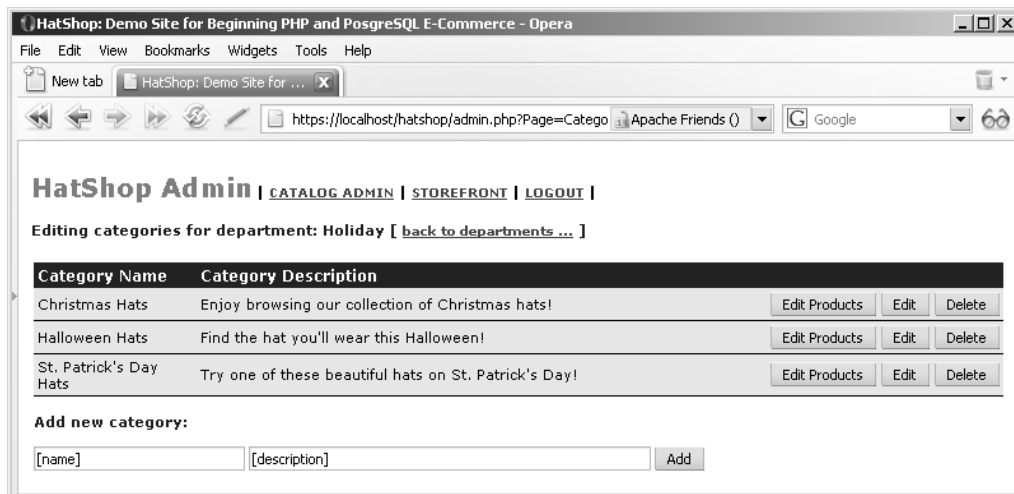 HatShop: Demo Site for Beginning PHP and PosgreSQL E-Commerce - Opera
File Edit View Bookmarks Widgets Tools Help
New tab HatShop: Demo Site for ...
https://localhost/hatshop/admin.php?Page=Catego Apache Friends () G Google
HatShop Admin | CATALOG ADMIN | STOREFRONT | LOGOUT |
Editing categories for department: Holiday [ back to departments ... ]
Category Name Category Description
Christmas Hats Enjoy browsing our collection of Christmas hats! Edit Products Edit Delete
Halloween Hats Find the hat you'll wear this Halloween! Edit Products Edit Delete
St. Patrick's Day
Hats Try one of these beautiful hats on St. Patrick's Day! Edit Products Edit Delete
Add new category:
[name] [description] Add